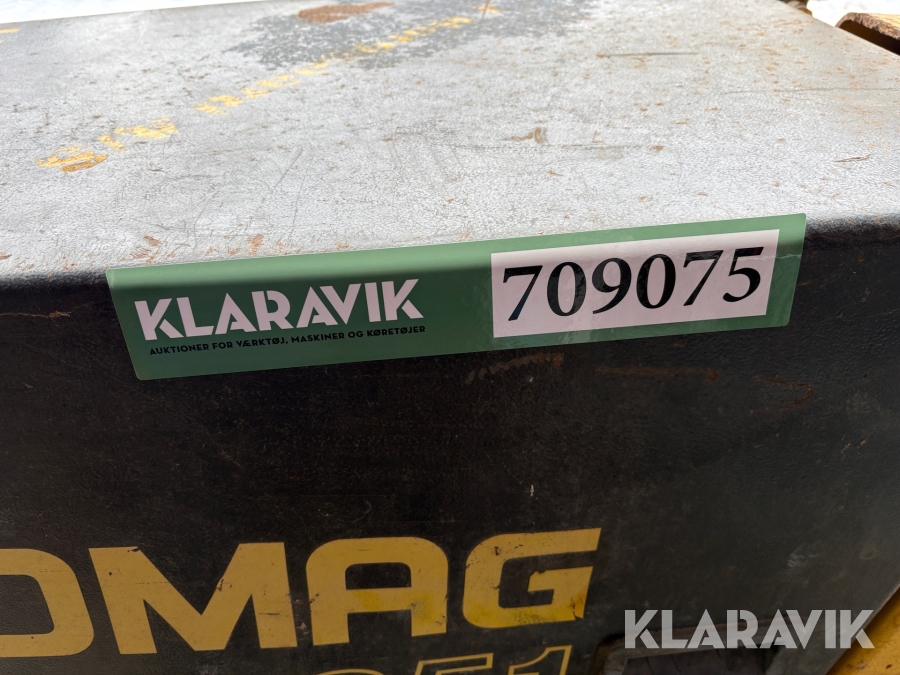 KLARAVIK
AUKTIONER FOR VÆRKTØJ, MASKINER OG KØRETØJER
709075
OMAG
KLARAVIK